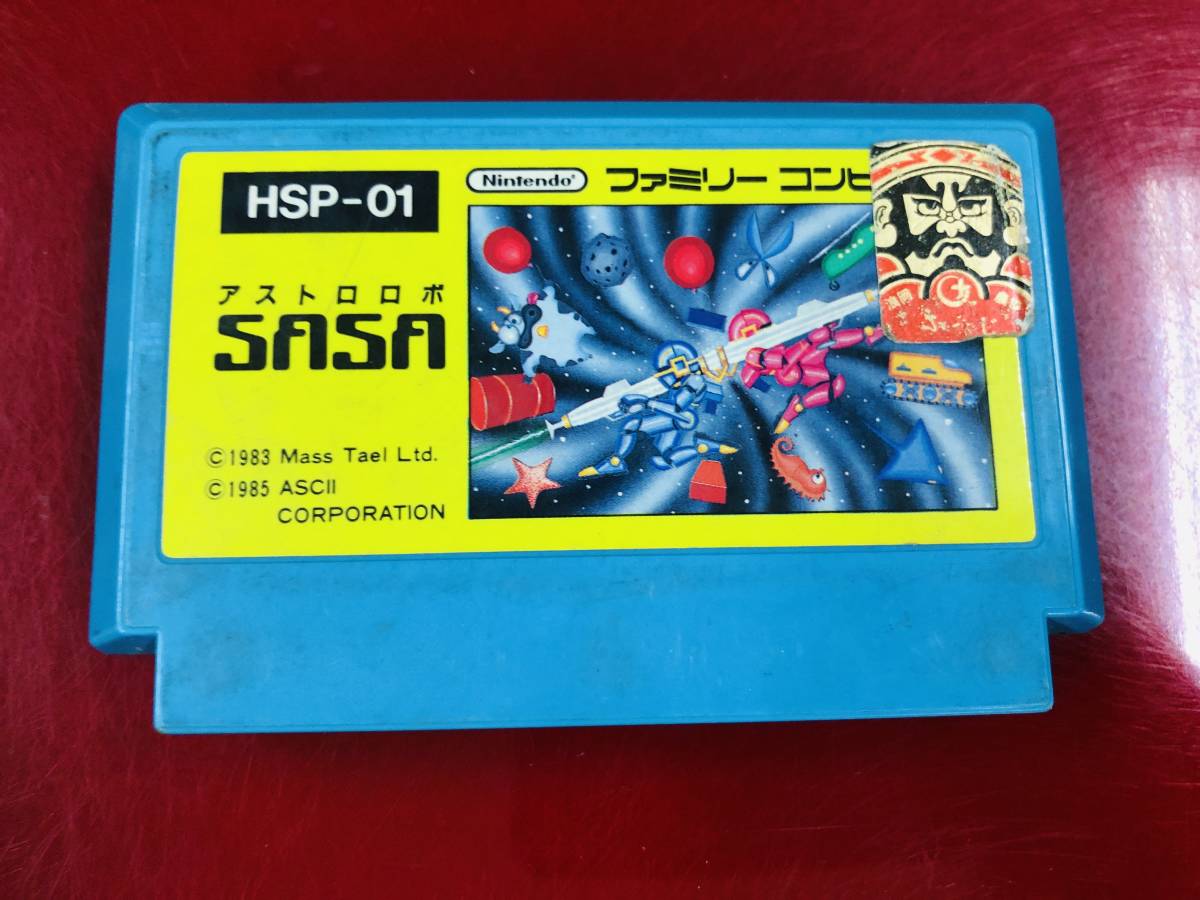 HSP-01
Nintendo
ファミリー コンピ
アストロロボ
SASA
©1983 Mass Tael Ltd.
©1985 ASCII
CORPORATION